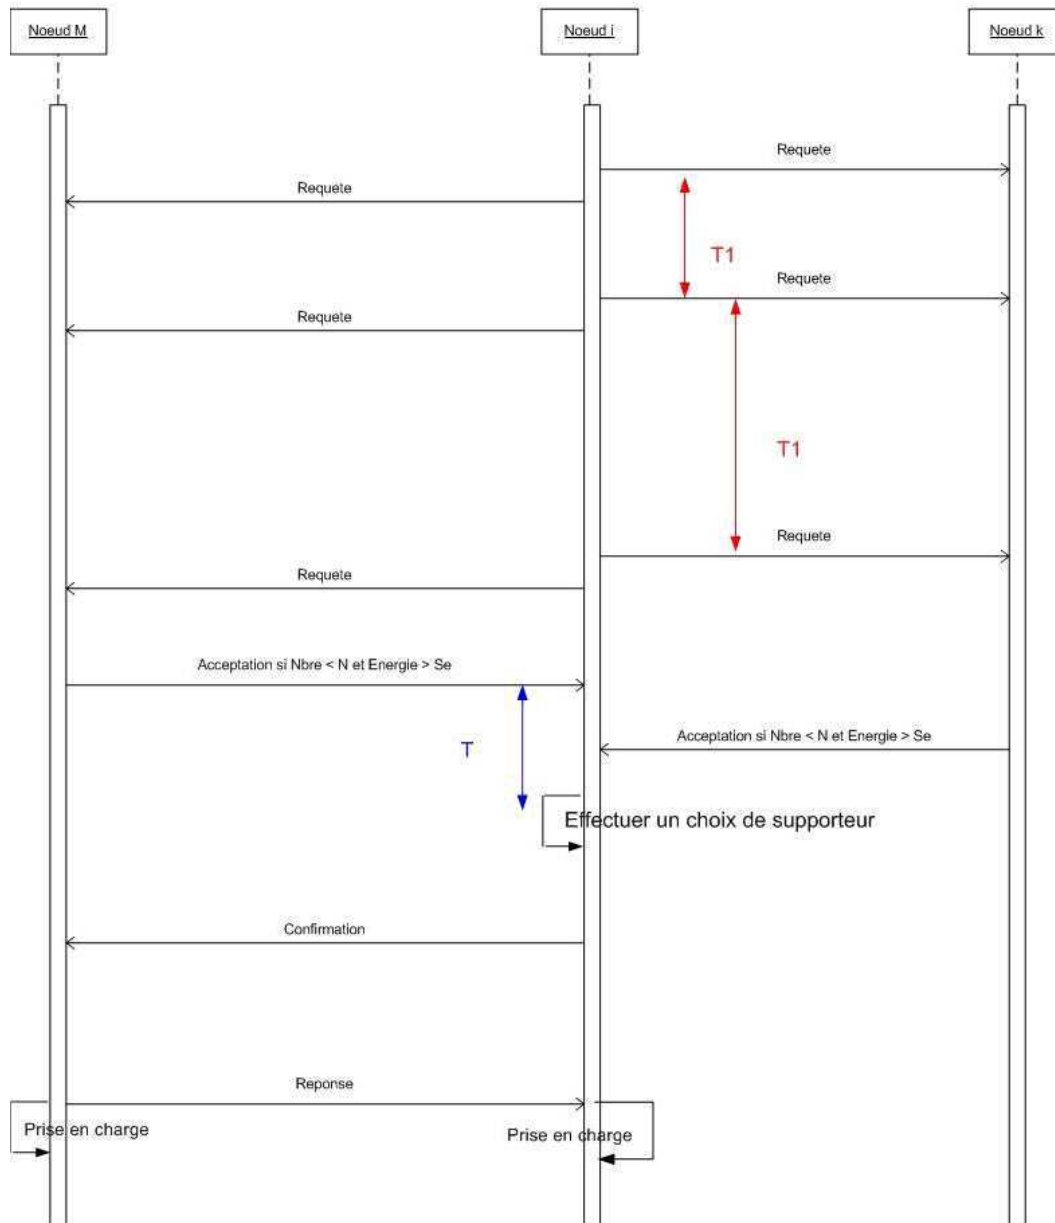 Noeud M
Noeud i
Noeud k
Requete
Requete
T1
Requete
Requete
T1
Requete
Requete
Acceptation si Nbre < N et Energie > Se
Acceptation si Nbre < N et Energie > Se
T
Effectuer un choix de supporteur
Confirmation
Reponse
Prise en charge
Prise en charge